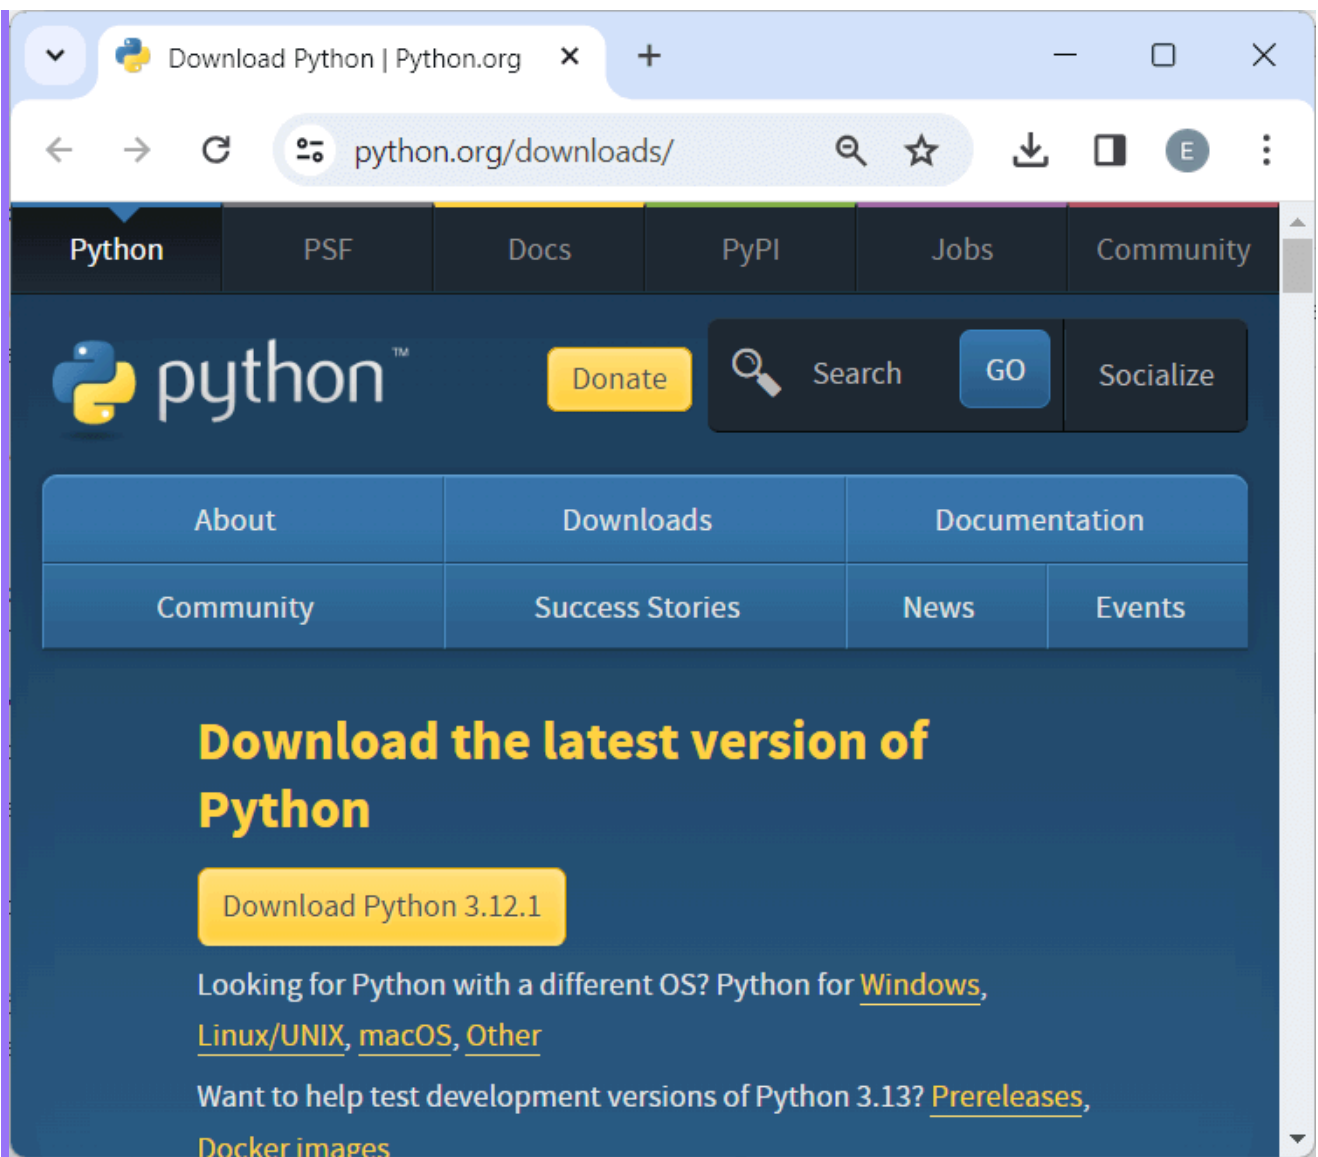 Download Python | Python.org
python.org/downloads/
E
Python PSF Docs PyPI Jobs Community
python™
Donate
Search
GO
Socialize
About Downloads Documentation
Community Success Stories News Events
Download the latest version of
Python
Download Python 3.12.1
Looking for Python with a different OS? Python for Windows,
Linux/UNIX, macOS, Other
Want to help test development versions of Python 3.13? Prereleases,
Docker images